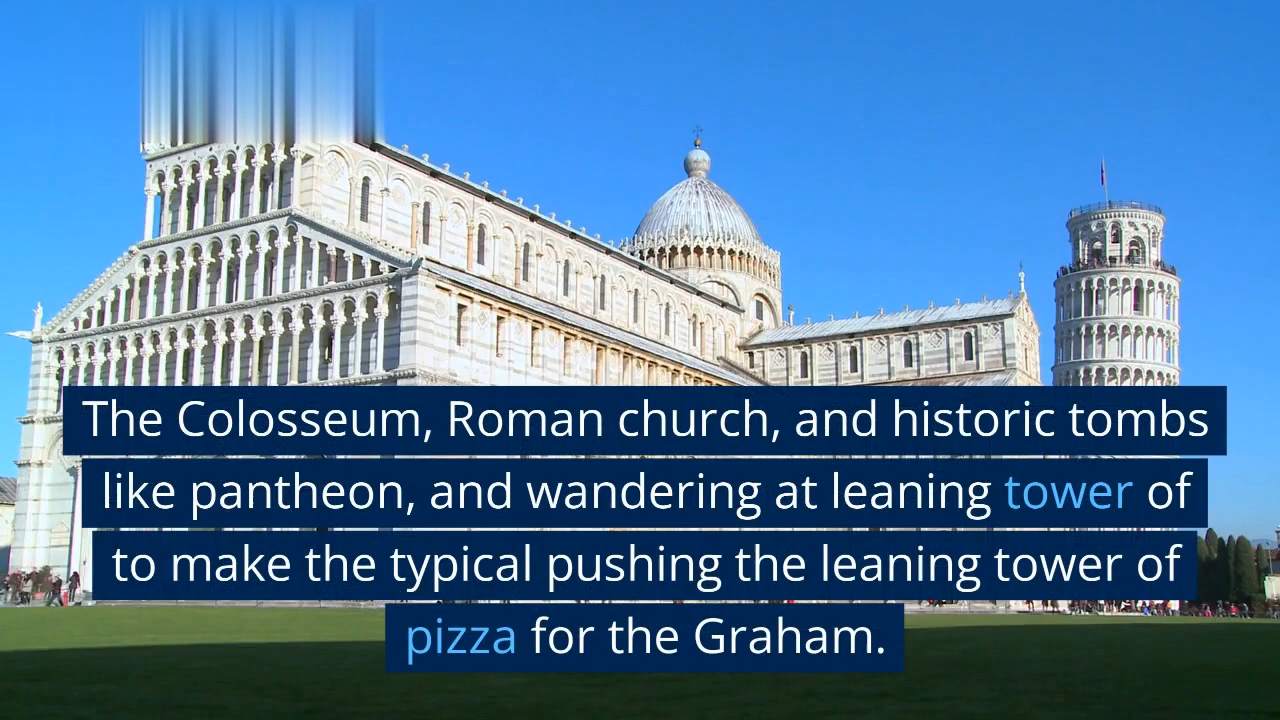 The Colosseum, Roman church, and historic tombs
like pantheon, and wandering at leaning tower of
to make the typical pushing the leaning tower of
pizza for the Graham.